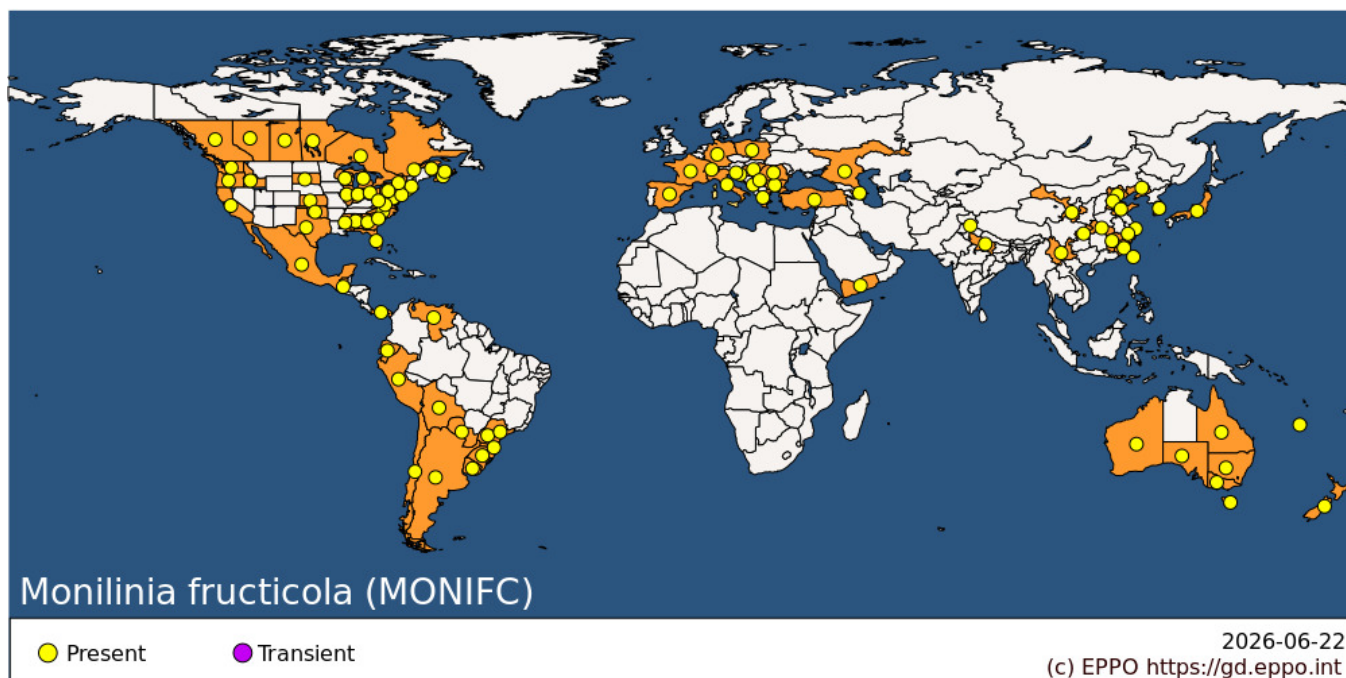 Monilinia fructicola (MONIFC)
Present
Transient
2026-06-22
(c) EPPO https://gd.eppo.int